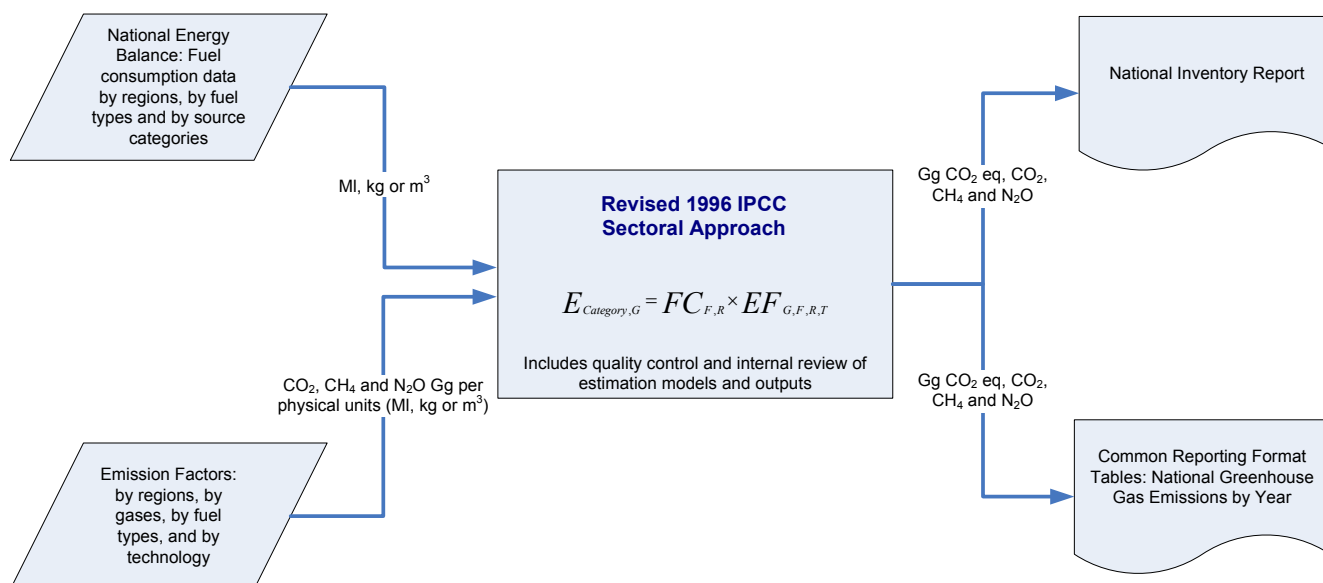 National Energy
Balance: Fuel
consumption data
by regions, by fuel
types and by source
categories
Ml, kg or m³
CO₂, CH₄ and N₂O Gg per
physical units (Ml, kg or m³)
Emission Factors:
by regions, by
gases, by fuel
types, and by
technology
Revised 1996 IPCC
Sectoral Approach
E Category,G = FC F,R × EF G,F,R,T
Includes quality control and internal review of
estimation models and outputs
Gg CO₂ eq, CO₂,
CH₄ and N₂O
National Inventory Report
Gg CO₂ eq, CO₂,
CH₄ and N₂O
Common Reporting Format
Tables: National Greenhouse
Gas Emissions by Year